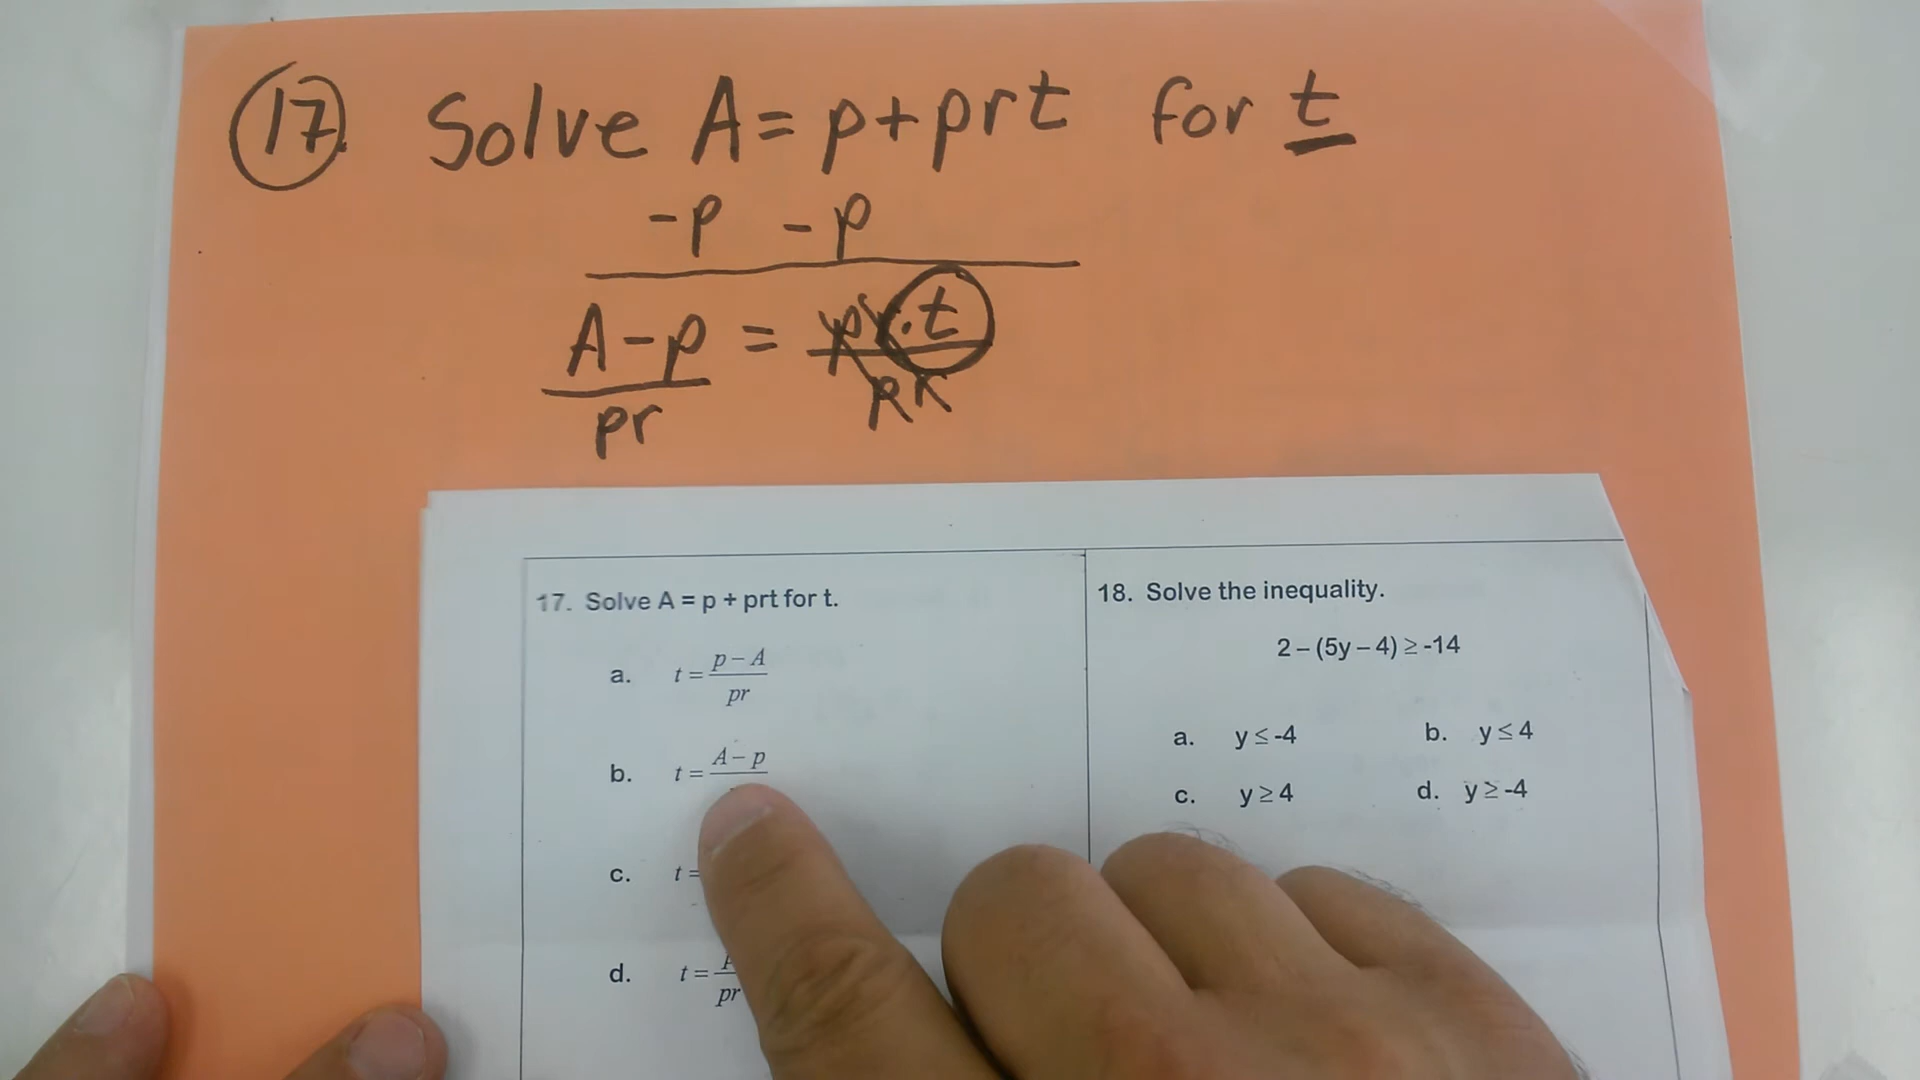 17. Solve A = p + prt for t
-p -p
A - p = pr · t
pr pr
17. Solve A = p + prt for t.
a. t = p – A
pr
b. t = A – p
c. t =
d. t =
pr
18. Solve the inequality.
2 – (5y – 4) ≥ -14
a. y ≤ -4 b. y ≤ 4
c. y ≥ 4 d. y ≥ -4